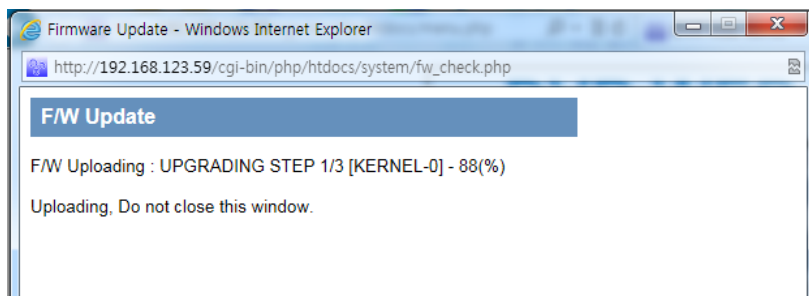 Firmware Update - Windows Internet Explorer
http://192.168.123.59/cgi-bin/php/htdocs/system/fw_check.php
F/W Update
F/W Uploading : UPGRADING STEP 1/3 [KERNEL-0] - 88(%)
Uploading, Do not close this window.